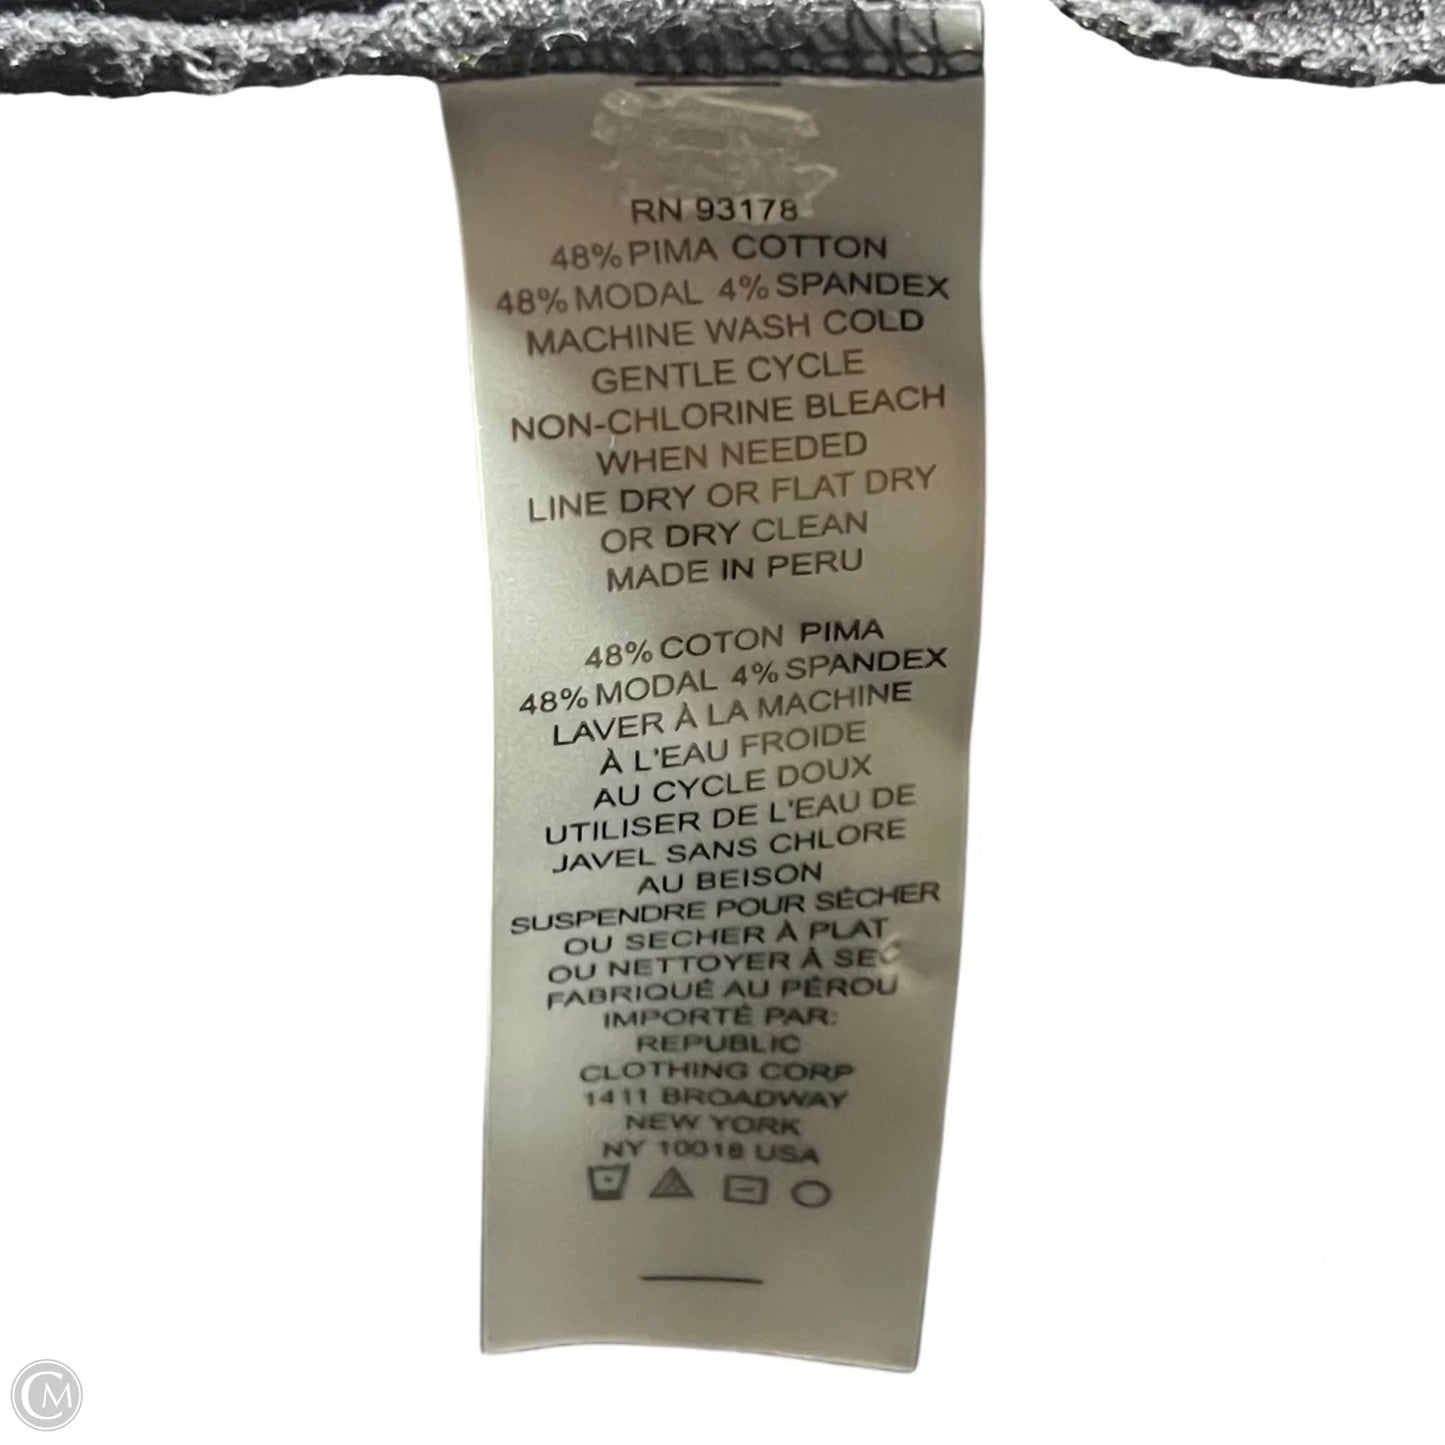 RN 93178
48% PIMA COTTON
48% MODAL 4% SPANDEX
MACHINE WASH COLD
GENTLE CYCLE
NON-CHLORINE BLEACH
WHEN NEEDED
LINE DRY OR FLAT DRY
OR DRY CLEAN
MADE IN PERU
48% COTON PIMA
48% MODAL 4% SPANDEX
LAVER À LA MACHINE
À L'EAU FROIDE
AU CYCLE DOUX
UTILISER DE L'EAU DE
JAVEL SANS CHLORE
AU BEISON
SUSPENDRE POUR SÉCHER
OU SECHER À PLAT
OU NETTOYER À SEC
FABRIQUÉ AU PÉROU
IMPORTÉ PAR:
REPUBLIC
CLOTHING CORP
1411 BROADWAY
NEW YORK
NY 10018 USA
CM